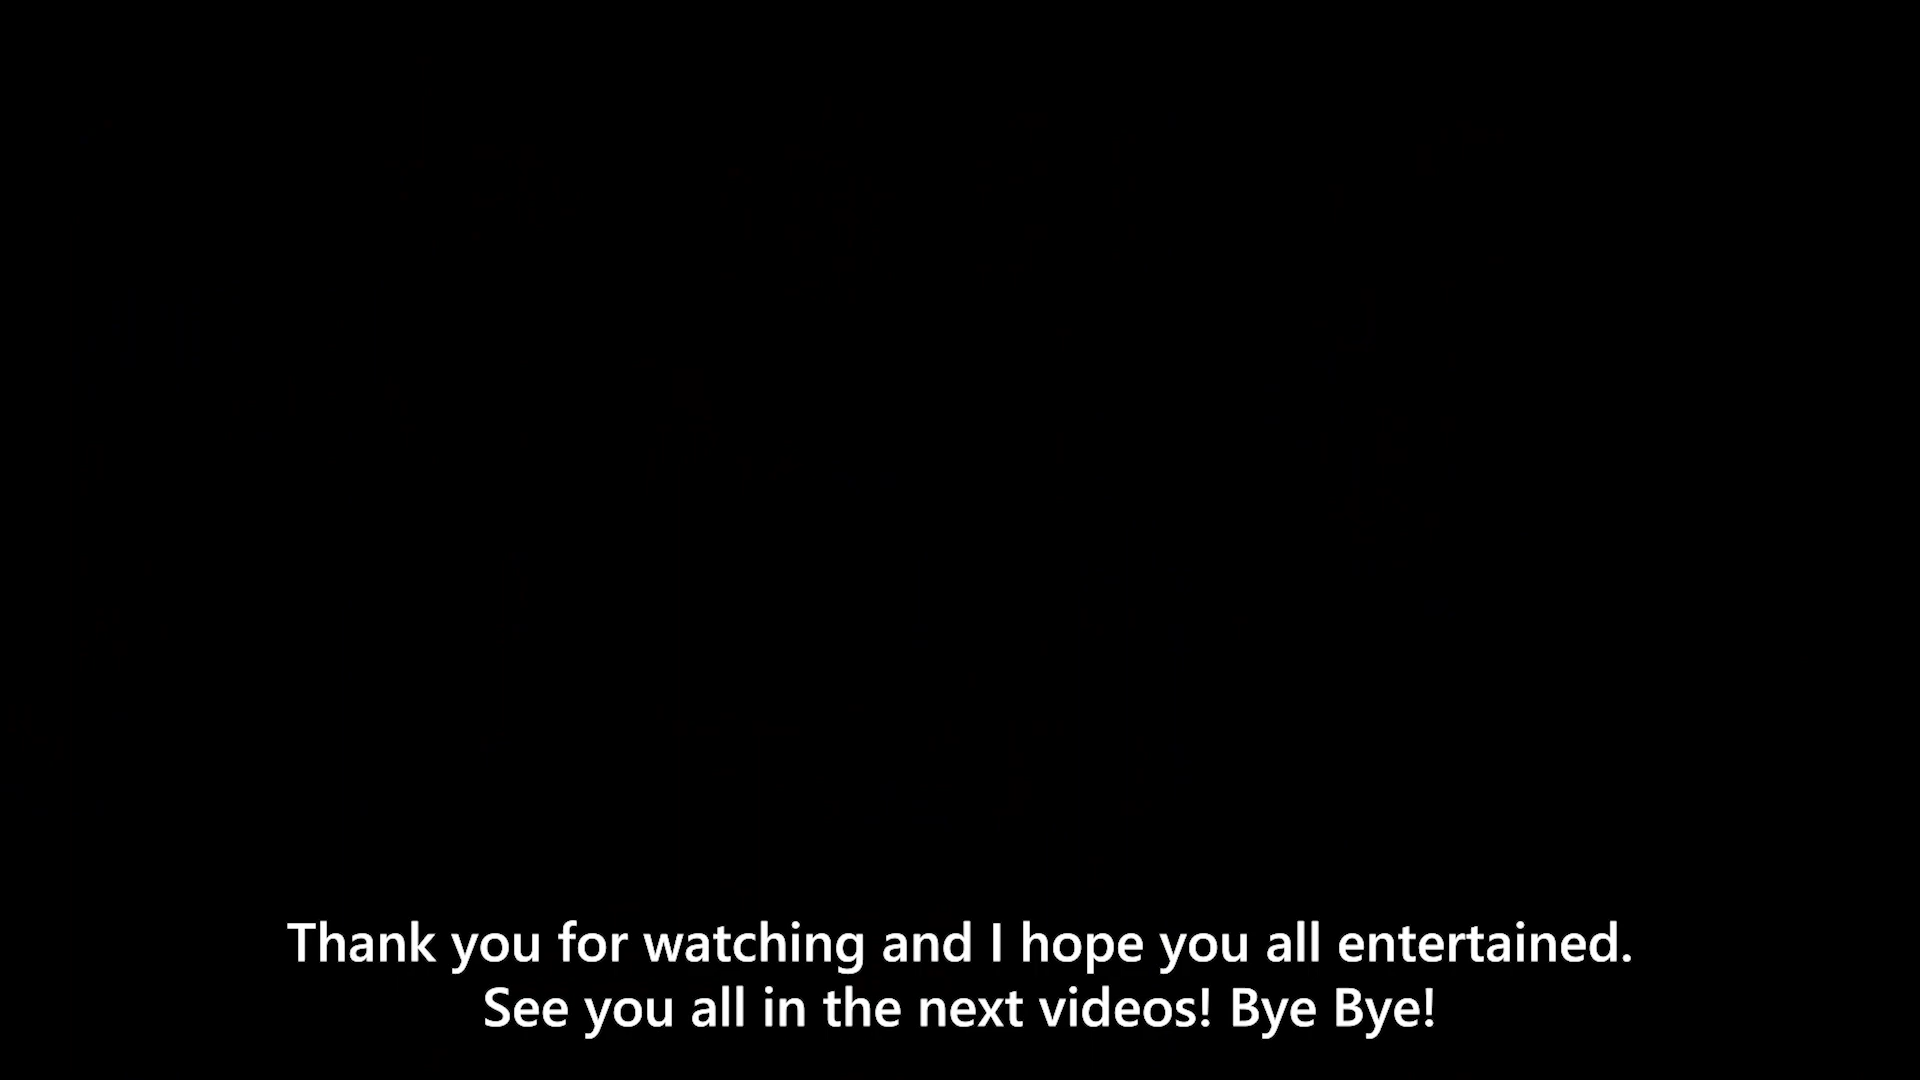 Thank you for watching and I hope you all entertained.
See you all in the next videos! Bye Bye!